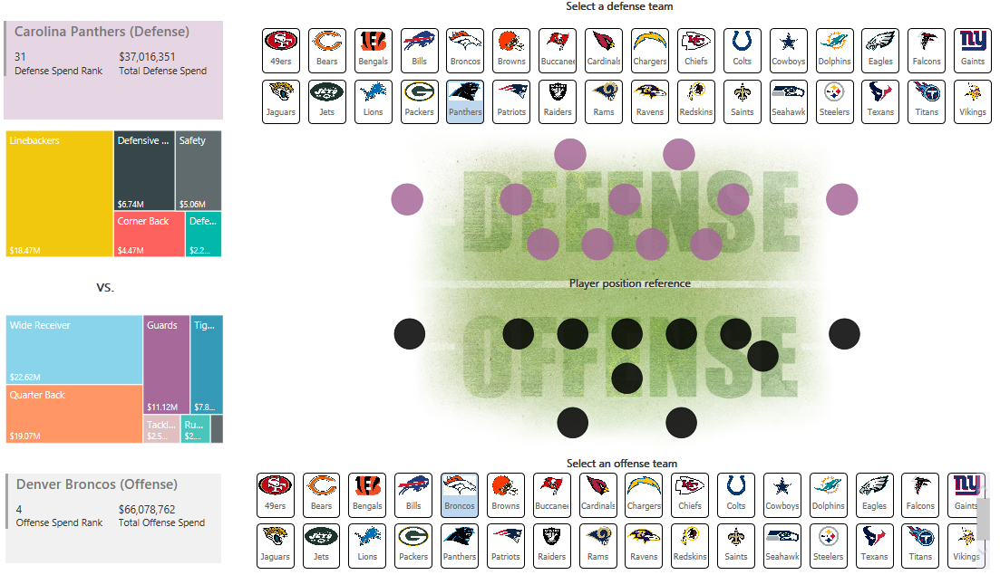 Select a defense team
Carolina Panthers (Defense)
31 $37,016,351
Defense Spend Rank Total Defense Spend
49ers Bears Bengals Bills Broncos Browns Buccanee Cardinals Chargers Chiefs Colts Cowboys Dolphins Eagles Falcons Gaints
Jaguars Jets Lions Packers Panthers Patriots Raiders Rams Ravens Redskins Saints Seahawk Steelers Texans Titans Vikings
Linebackers Defensive ... Safety
$6.74M $5.06M
Corner Back Defe...
$18.47M $4.47M $2.2...
DEFENSE
VS.
Player position reference
OFFENSE
Wide Receiver Guards Tig...
$22.62M
Quarter Back
$11.12M $7.8...
Tackl... Ru...
$19.07M $2.5... $2....
Select an offense team
Denver Broncos (Offense)
4 $66,078,762
Offense Spend Rank Total Offense Spend
49ers Bears Bengals Bills Broncos Browns Buccanee Cardinals Chargers Chiefs Colts Cowboys Dolphins Eagles Falcons Gaints
Jaguars Jets Lions Packers Panthers Patriots Raiders Rams Ravens Redskins Saints Seahawk Steelers Texans Titans Vikings